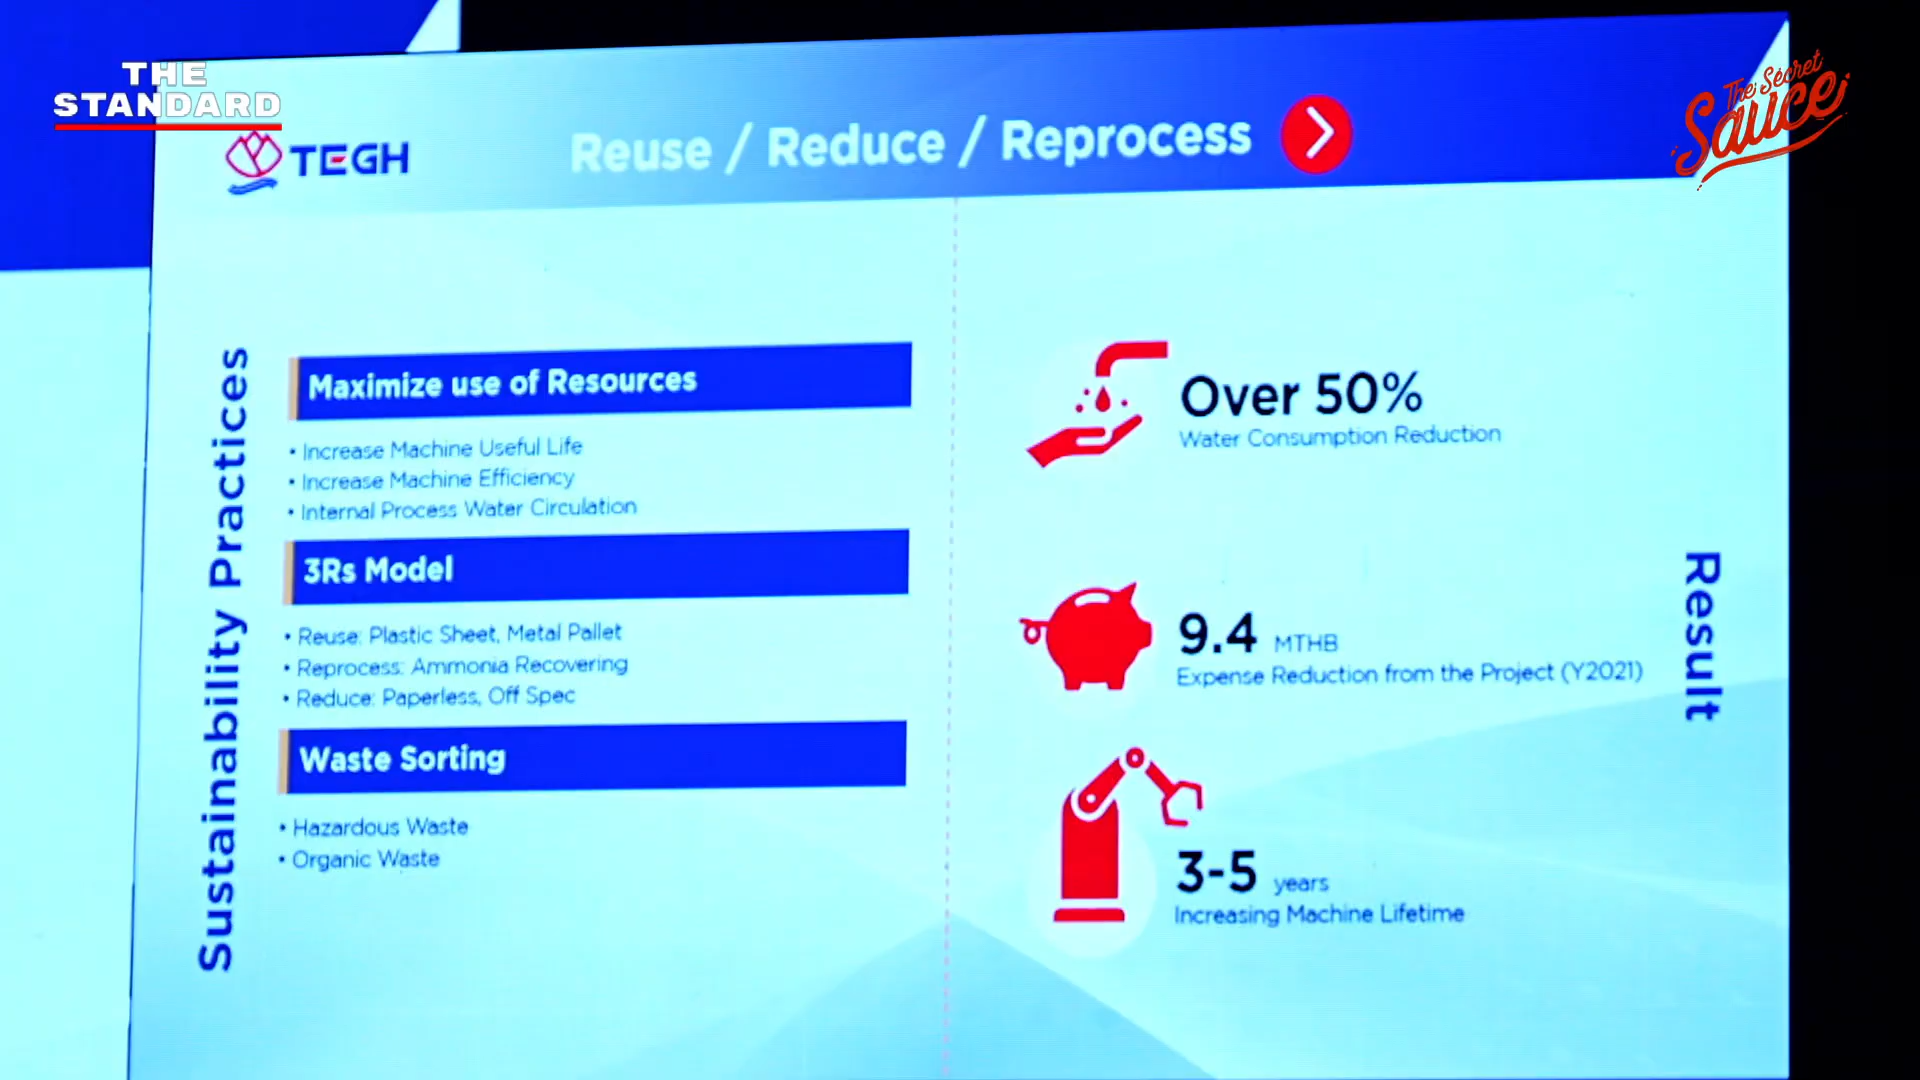 THE
STANDARD
The Secret
Sauce
TEGH
Reuse / Reduce / Reprocess
Sustainability Practices
Maximize use of Resources
• Increase Machine Useful Life
• Increase Machine Efficiency
• Internal Process Water Circulation
3Rs Model
• Reuse: Plastic Sheet, Metal Pallet
• Reprocess: Ammonia Recovering
• Reduce: Paperless, Off Spec
Waste Sorting
• Hazardous Waste
• Organic Waste
Over 50%
Water Consumption Reduction
9.4 MTHB
Expense Reduction from the Project (Y2021)
3-5 years
Increasing Machine Lifetime
Result